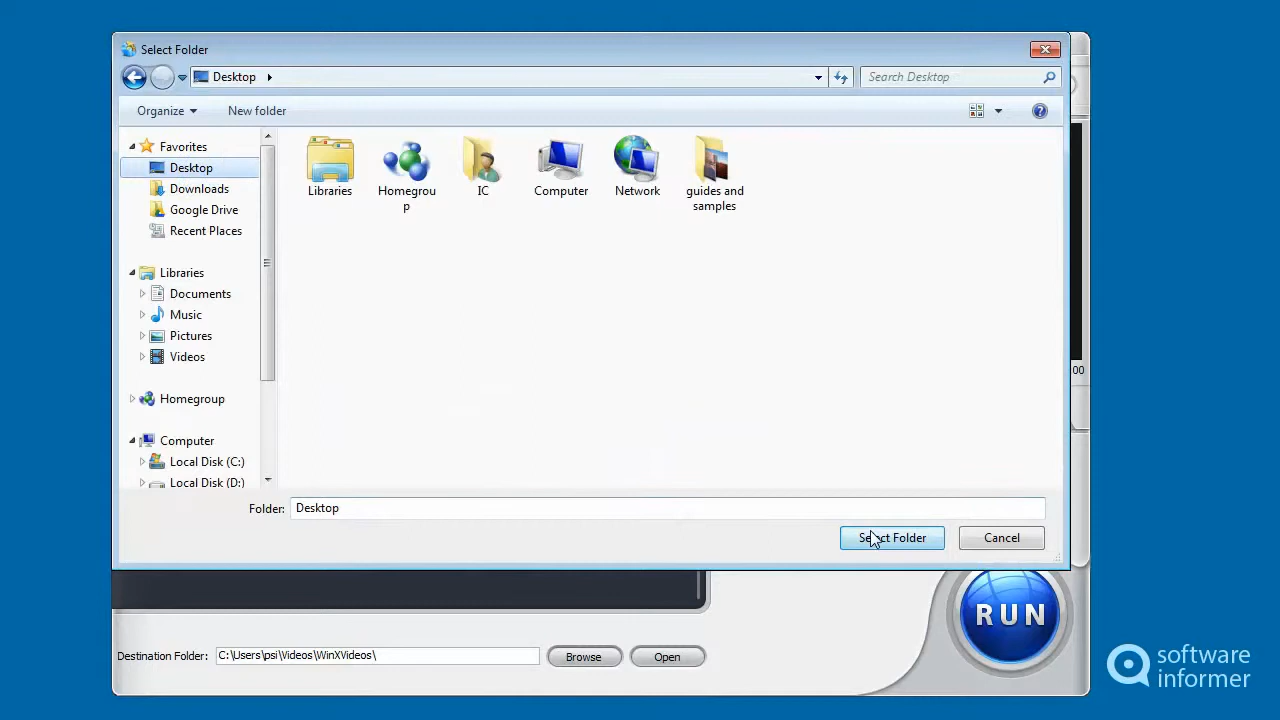 Select Folder
Desktop
Search Desktop
Organize
New folder
Favorites
Desktop
Downloads
Google Drive
Recent Places
Libraries
Documents
Music
Pictures
Videos
Homegroup
Computer
Local Disk (C:)
Local Disk (D:)
Libraries
Homegrou
p
IC
Computer
Network
guides and
samples
Folder:
Desktop
Select Folder
Cancel
00
RUN
Destination Folder:
C:\Users\psi\Videos\WinXVideos\
Browse
Open
software
informer